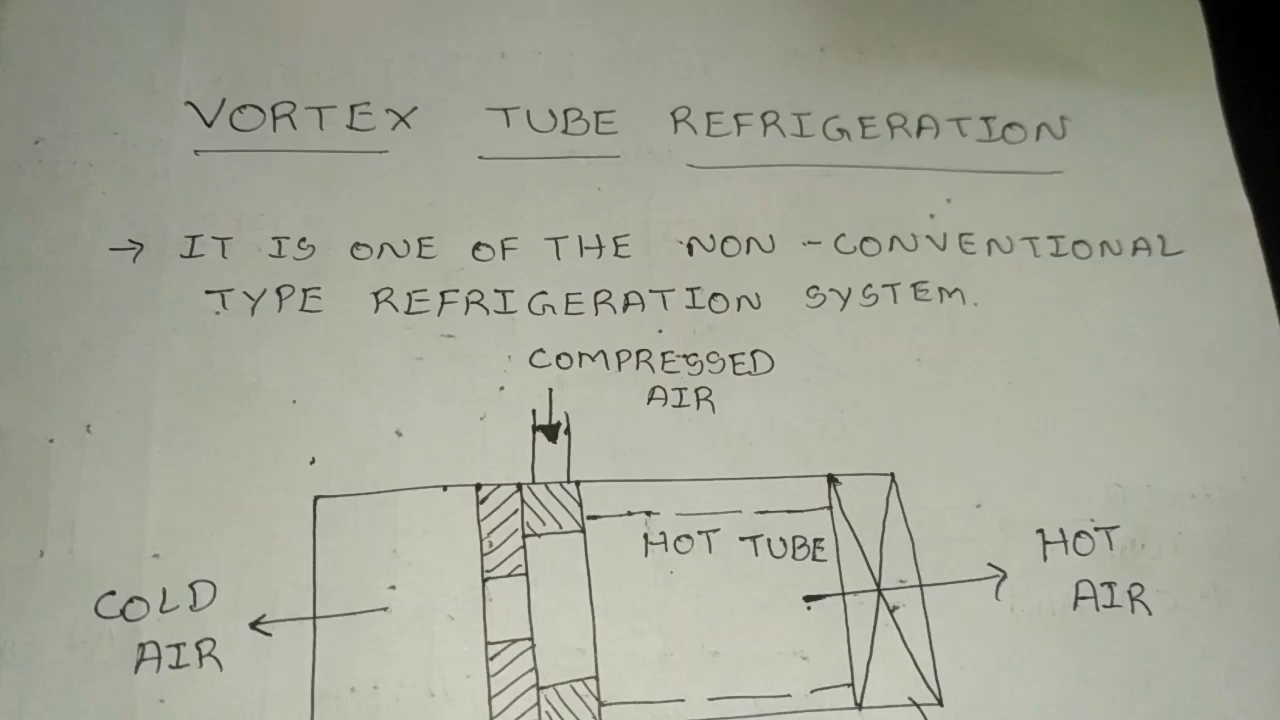 VORTEX TUBE REFRIGERATION
→ IT IS ONE OF THE NON-CONVENTIONAL
TYPE REFRIGERATION SYSTEM.
COMPRESSED
AIR
HOT TUBE
HOT
AIR
COLD
AIR